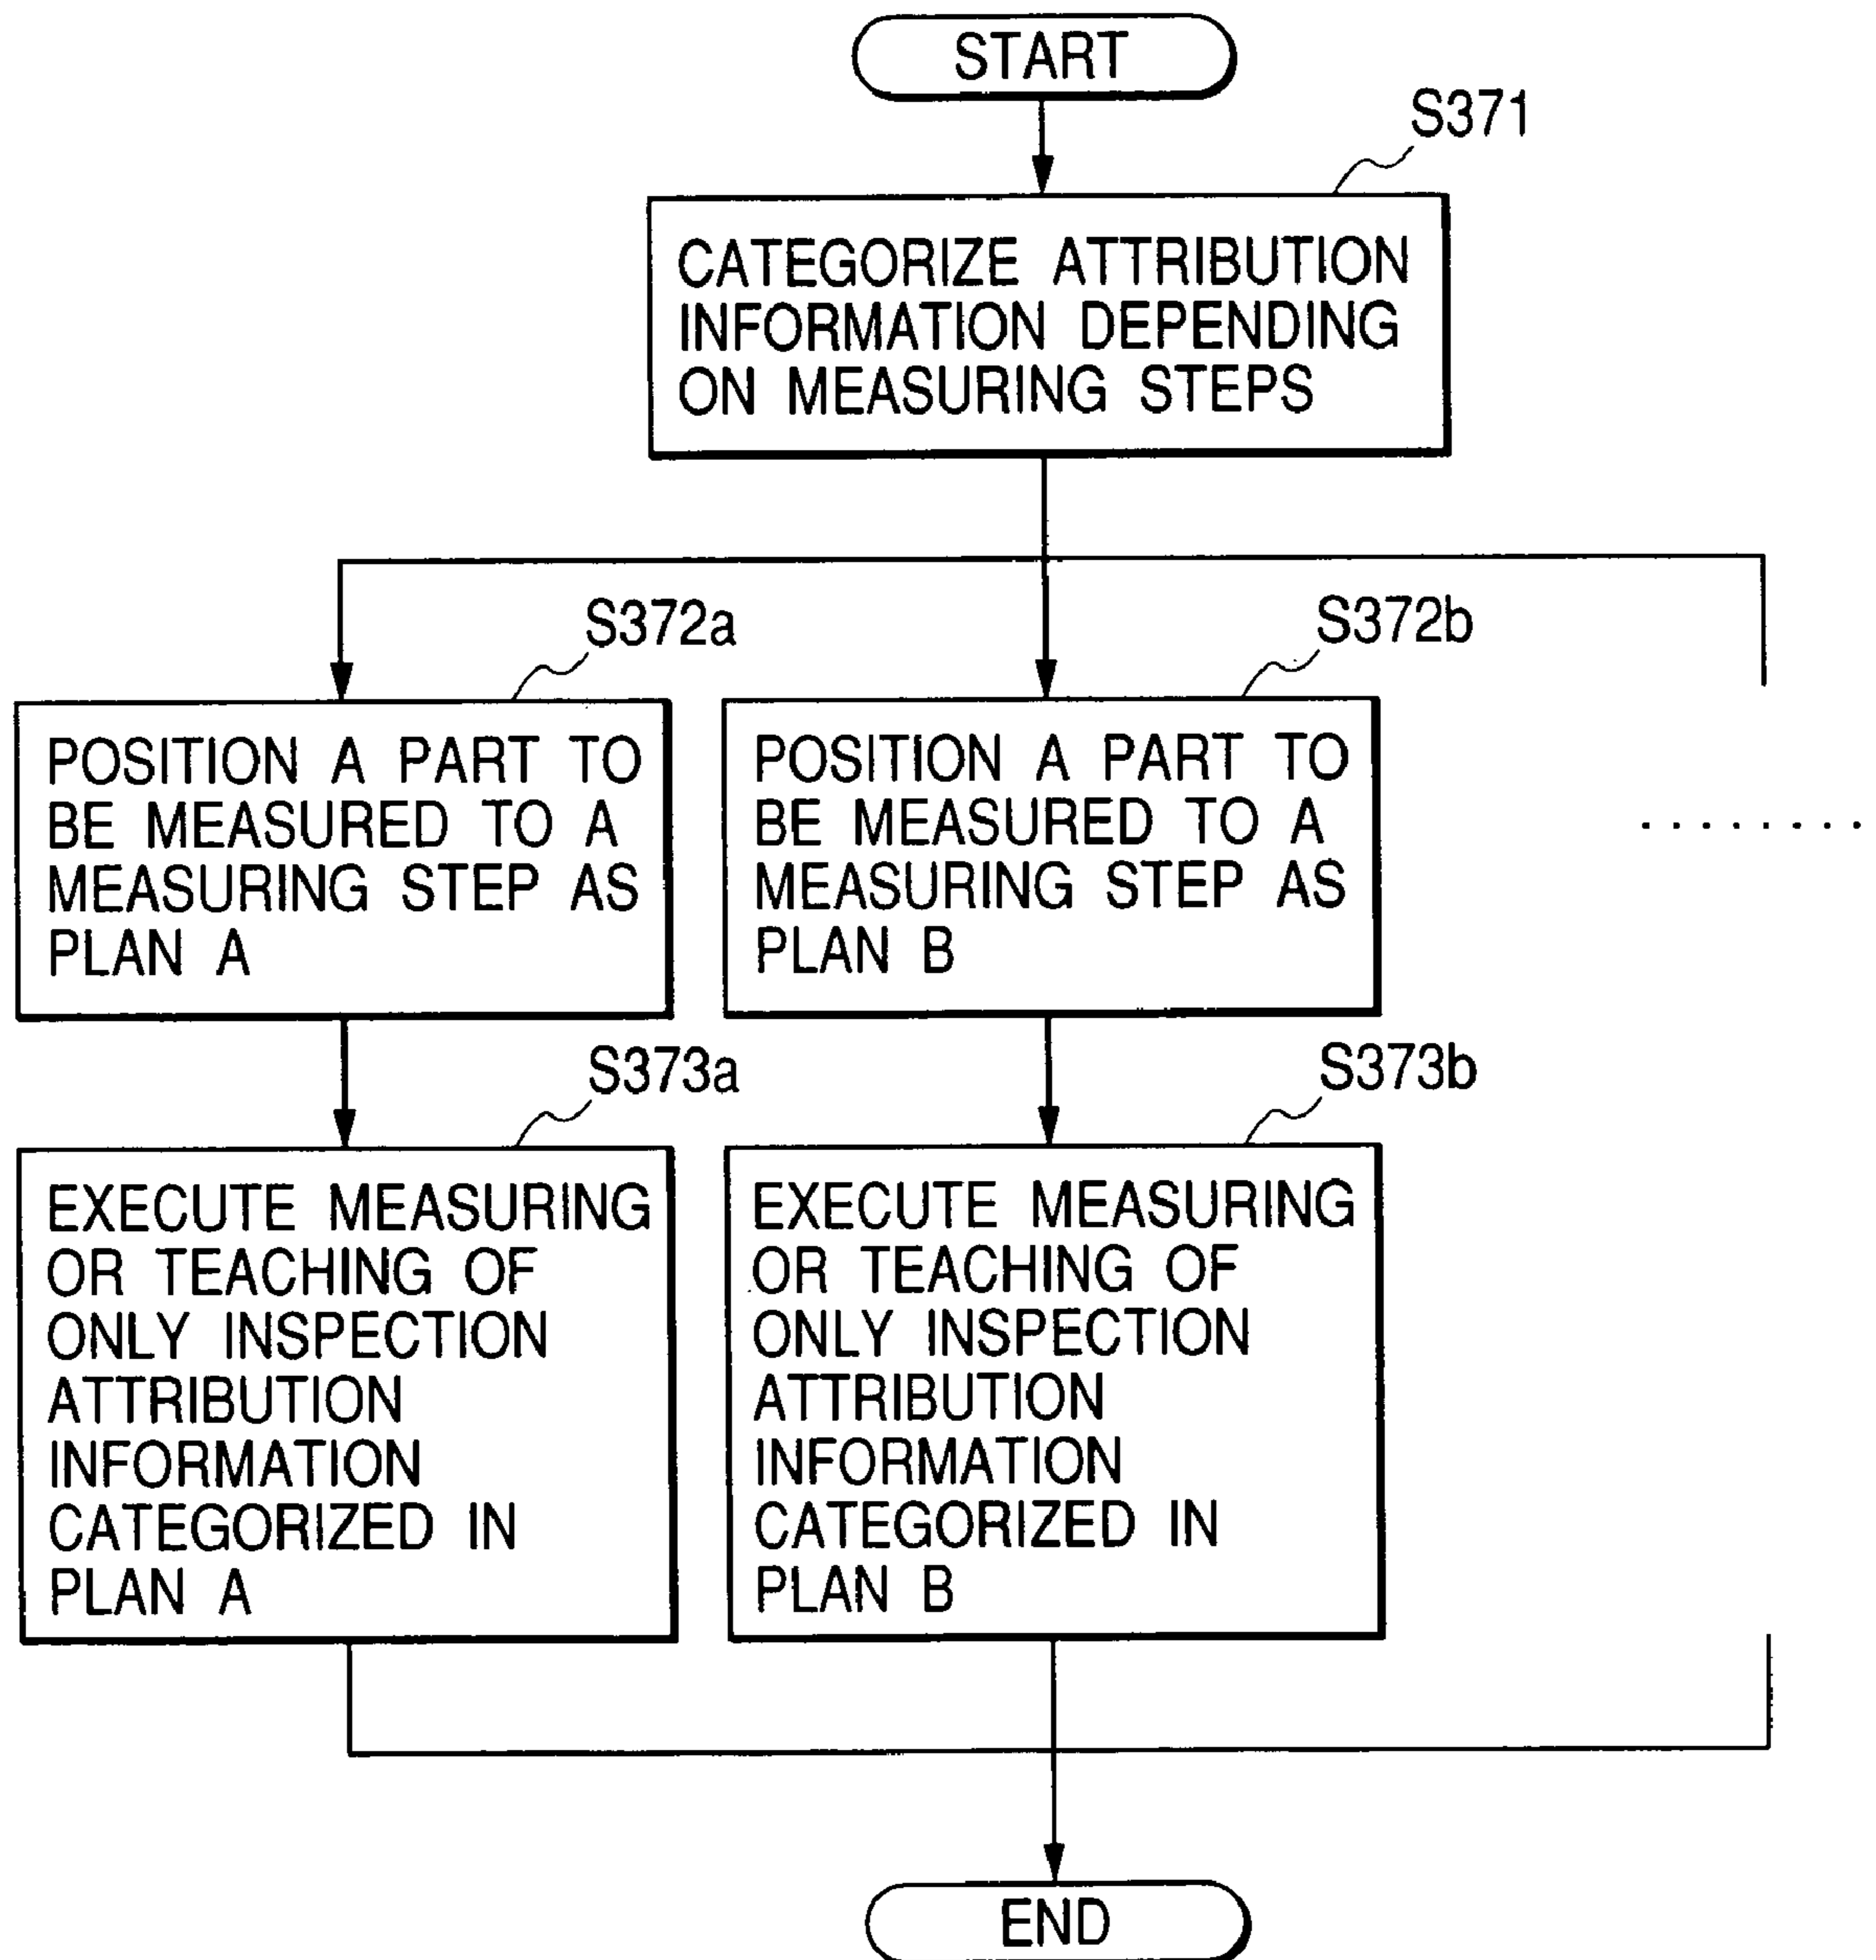 START
S371
CATEGORIZE ATTRIBUTION
INFORMATION DEPENDING
ON MEASURING STEPS
S372a
POSITION A PART TO
BE MEASURED TO A
MEASURING STEP AS
PLAN A
S372b
POSITION A PART TO
BE MEASURED TO A
MEASURING STEP AS
PLAN B
.........
S373a
EXECUTE MEASURING
OR TEACHING OF
ONLY INSPECTION
ATTRIBUTION
INFORMATION
CATEGORIZED IN
PLAN A
S373b
EXECUTE MEASURING
OR TEACHING OF
ONLY INSPECTION
ATTRIBUTION
INFORMATION
CATEGORIZED IN
PLAN B
END